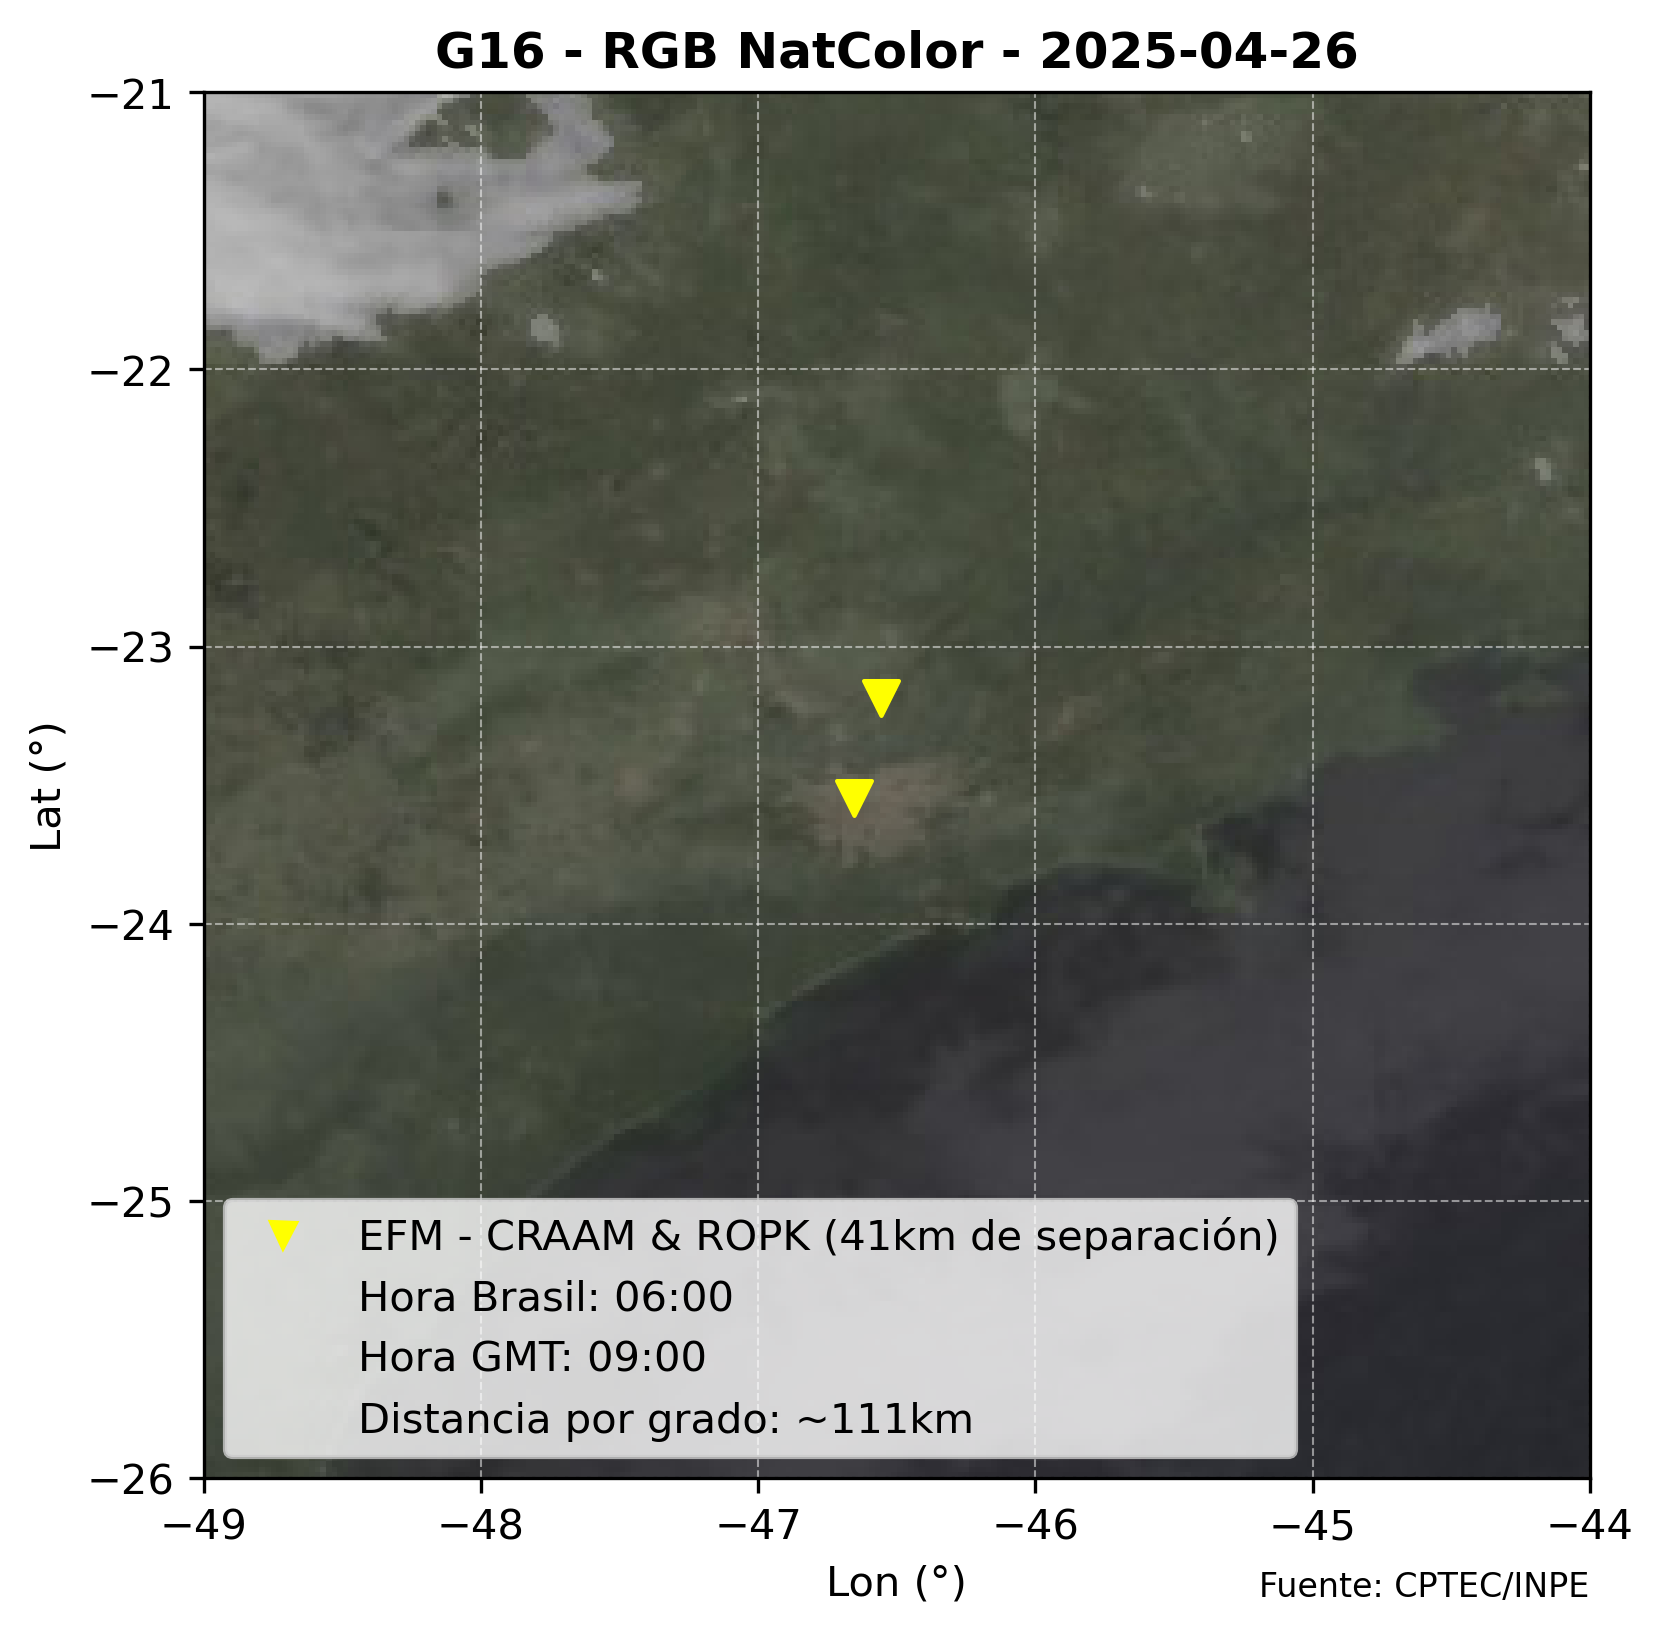 G16 - RGB NatColor - 2025-04-26
−21
−22
−23
−24
−25
−26
Lat (°)
EFM - CRAAM & ROPK (41km de separación)
Hora Brasil: 06:00
Hora GMT: 09:00
Distancia por grado: ~111km
−49 −48 −47 −46 −45 −44
Lon (°)
Fuente: CPTEC/INPE